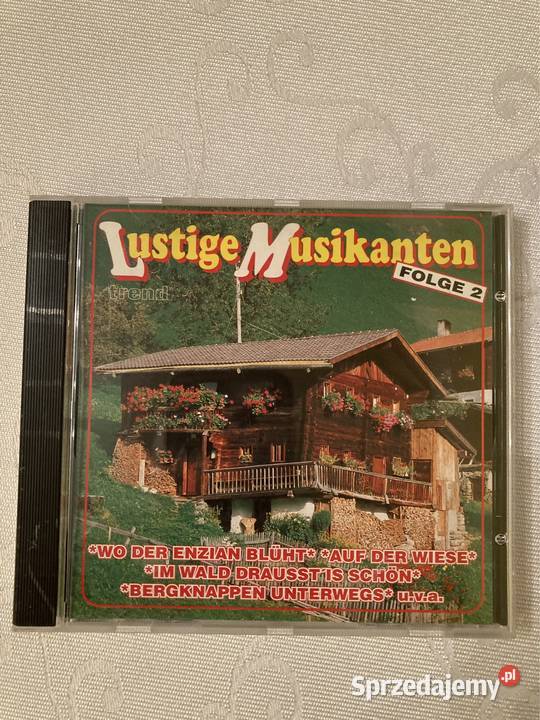 Lustige Musikanten
FOLGE 2
trend
*WO DER ENZIAN BLÜHT* *AUF DER WIESE*
*IM WALD DRAUSST'IS SCHÖN*
*BERGKNAPPEN UNTERWEGS* u.v.a.
Sprzedajemy.pl